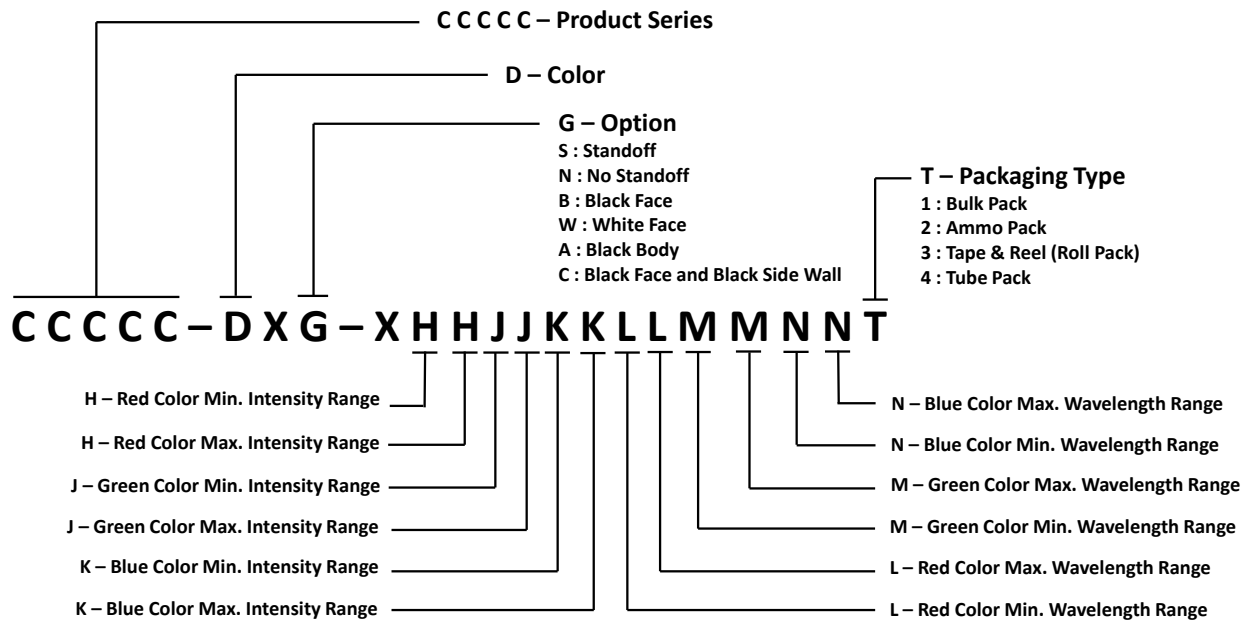 C C C C C – Product Series
D – Color
G – Option
S : Standoff
N : No Standoff
B : Black Face
W : White Face
A : Black Body
C : Black Face and Black Side Wall
T – Packaging Type
1 : Bulk Pack
2 : Ammo Pack
3 : Tape & Reel (Roll Pack)
4 : Tube Pack
C C C C C – D X G – X H H J J K K L L M M N N T
H – Red Color Min. Intensity Range
H – Red Color Max. Intensity Range
J – Green Color Min. Intensity Range
J – Green Color Max. Intensity Range
K – Blue Color Min. Intensity Range
K – Blue Color Max. Intensity Range
N – Blue Color Max. Wavelength Range
N – Blue Color Min. Wavelength Range
M – Green Color Max. Wavelength Range
M – Green Color Min. Wavelength Range
L – Red Color Max. Wavelength Range
L – Red Color Min. Wavelength Range